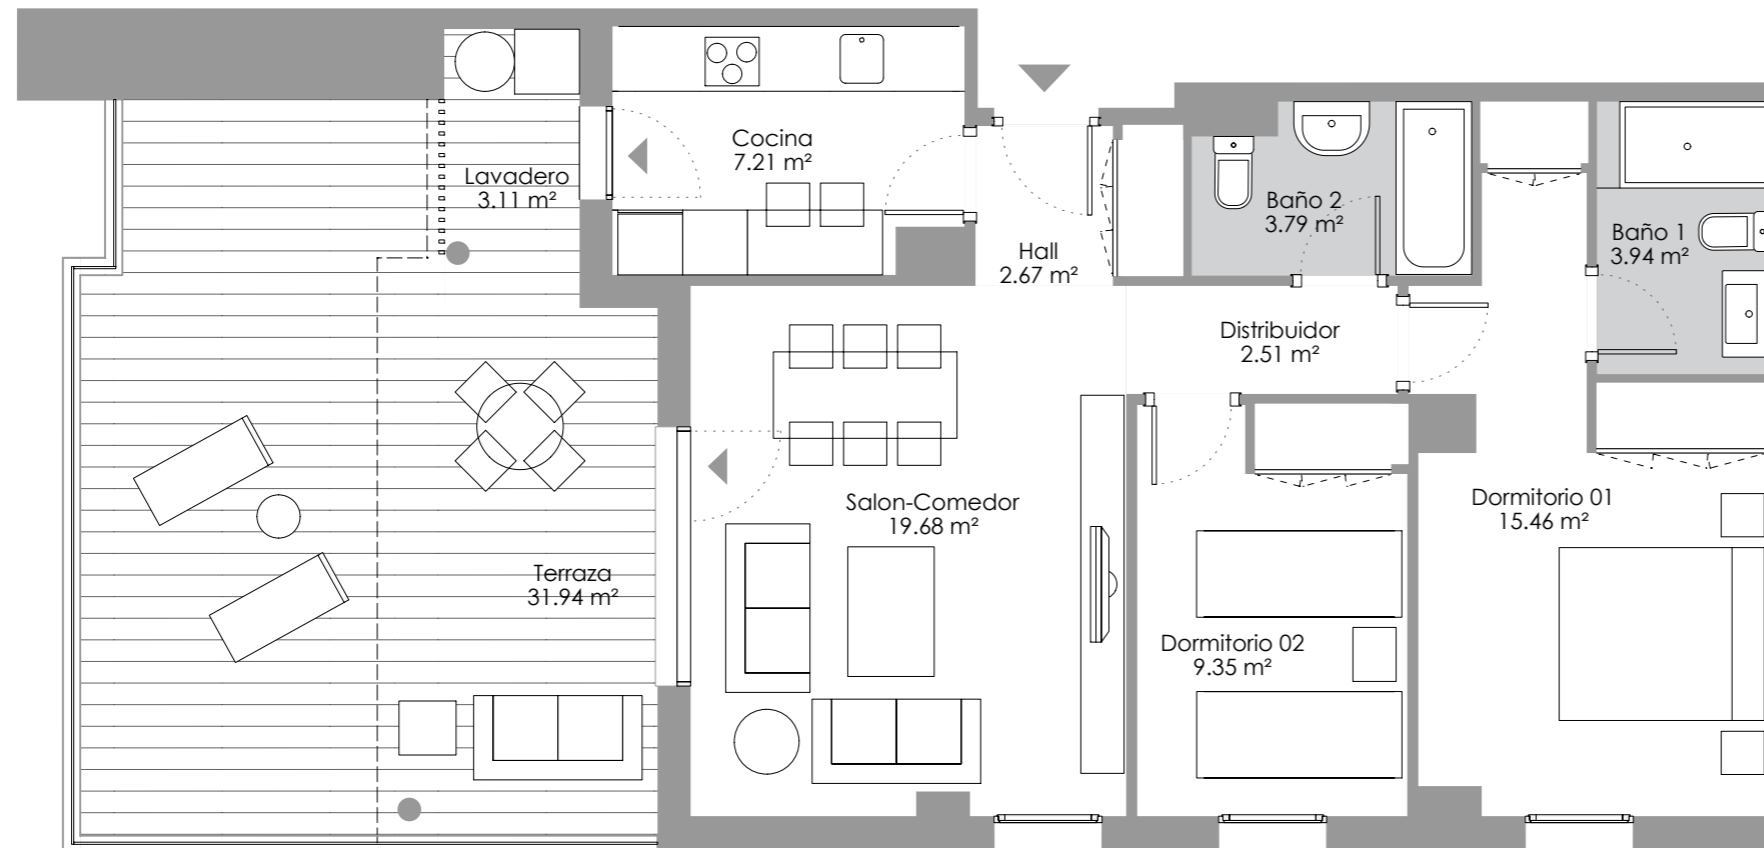 Cocina
7.21 m²
Lavadero
3.11 m²
Baño 2
3.79 m²
Baño 1
3.94 m²
Hall
2.67 m²
Distribuidor
2.51 m²
Salon-Comedor
19.68 m²
Dormitorio 01
15.46 m²
Terraza
31.94 m²
Dormitorio 02
9.35 m²